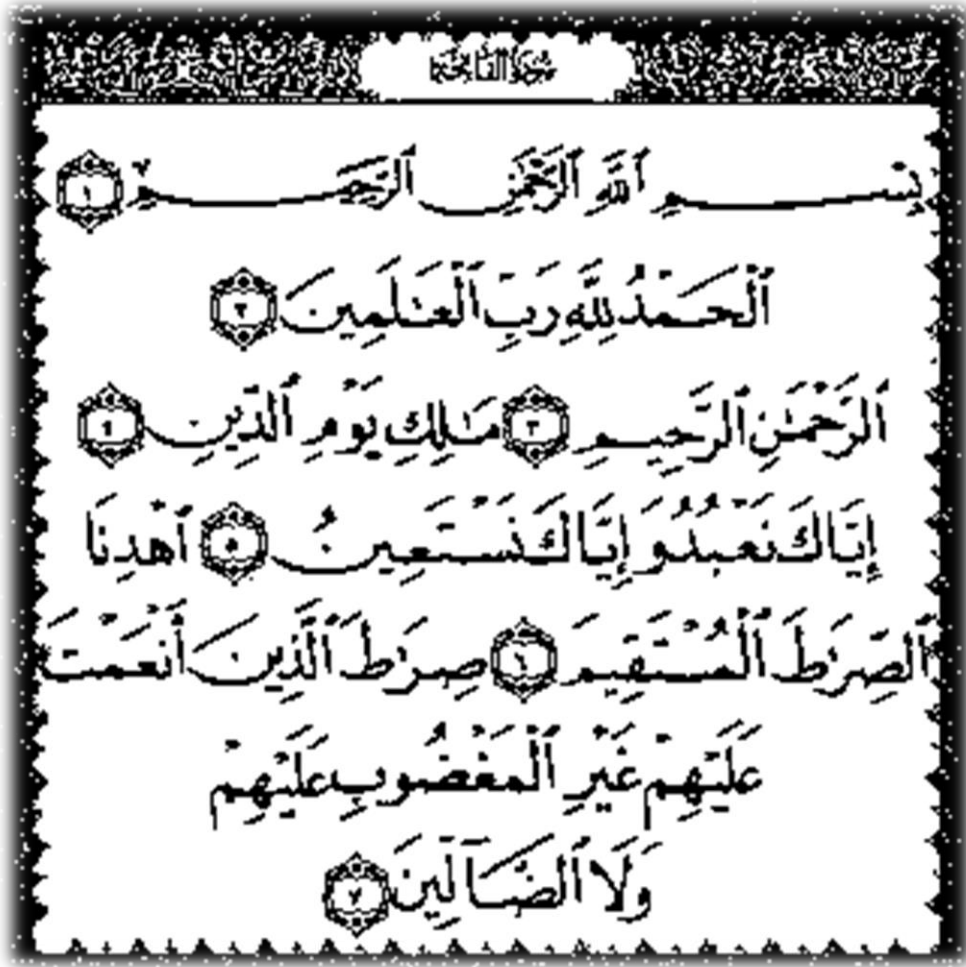 سورة الفاتحة
بِسْمِ ٱللَّهِ ٱلرَّحْمَٰنِ ٱلرَّحِيمِ ١
ٱلْحَمْدُ لِلَّهِ رَبِّ ٱلْعَٰلَمِينَ ٢
ٱلرَّحْمَٰنِ ٱلرَّحِيمِ ٣ مَٰلِكِ يَوْمِ ٱلدِّينِ ٤
إِيَّاكَ نَعْبُدُ وَإِيَّاكَ نَسْتَعِينُ ٥ ٱهْدِنَا
ٱلصِّرَٰطَ ٱلْمُسْتَقِيمَ ٦ صِرَٰطَ ٱلَّذِينَ أَنْعَمْتَ
عَلَيْهِمْ غَيْرِ ٱلْمَغْضُوبِ عَلَيْهِمْ
وَلَا ٱلضَّآلِّينَ ٧